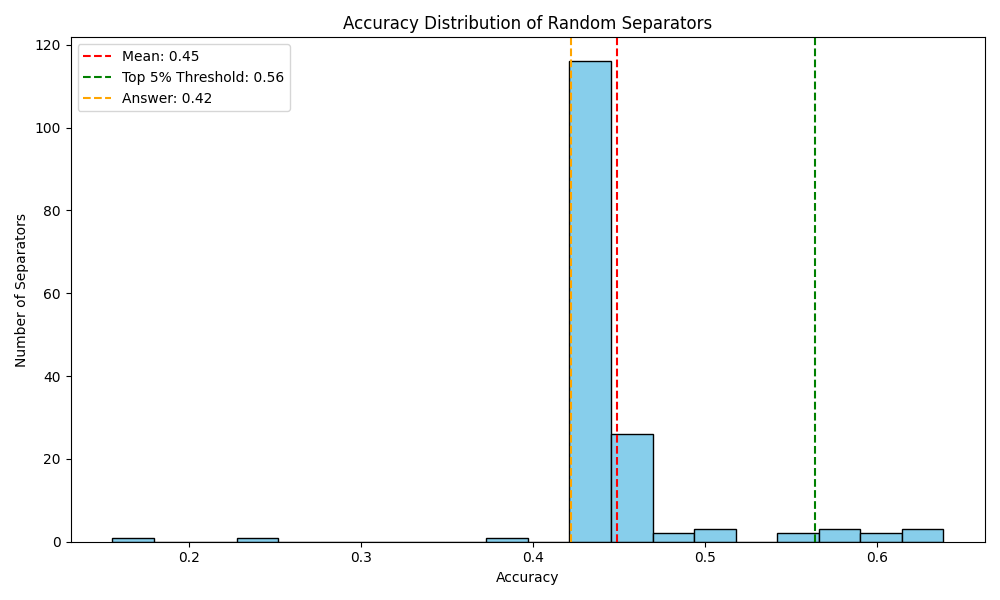 Accuracy Distribution of Random Separators
Mean: 0.45
Top 5% Threshold: 0.56
Answer: 0.42
Number of Separators
120
100
80
60
40
20
0
0.2
0.3
0.4
0.5
0.6
Accuracy